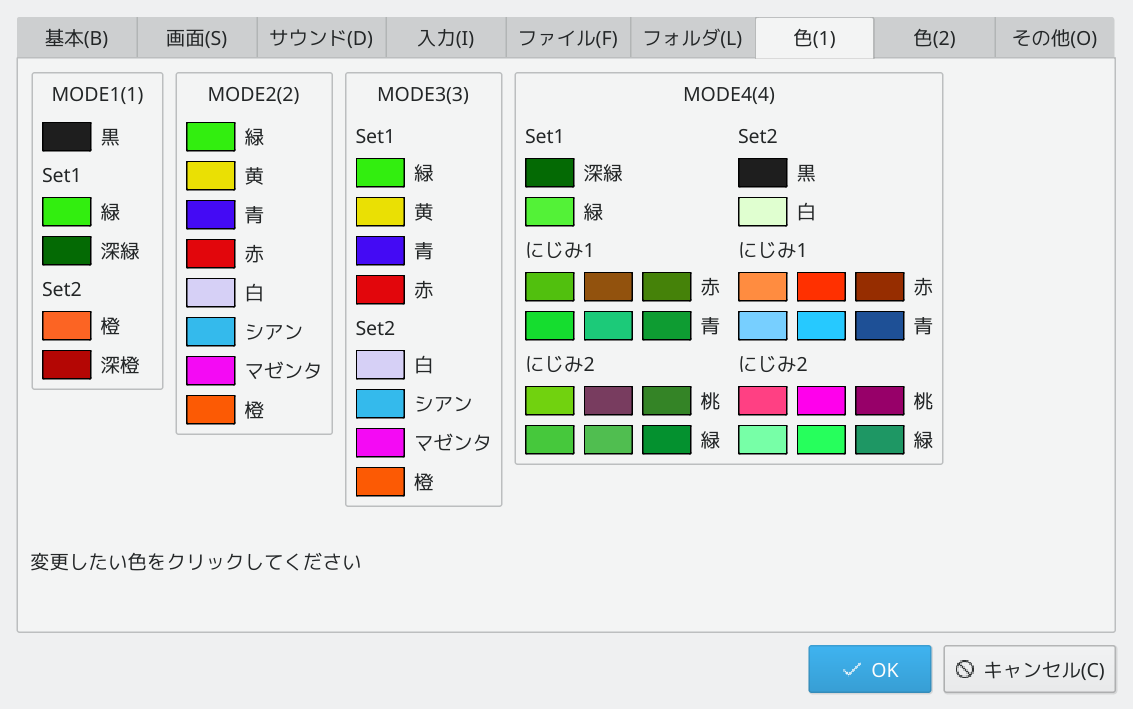 基本(B) 画面(S) サウンド(D) 入力(I) ファイル(F) フォルダ(L) 色(1) 色(2) その他(O)
MODE1(1)
黒
Set1
緑
深緑
Set2
橙
深橙
MODE2(2)
緑
黄
青
赤
白
シアン
マゼンタ
橙
MODE3(3)
Set1
緑
黄
青
赤
Set2
白
シアン
マゼンタ
橙
MODE4(4)
Set1
深緑
緑
にじみ1
赤
青
にじみ2
桃
緑
Set2
黒
白
にじみ1
赤
青
にじみ2
桃
緑
変更したい色をクリックしてください
OK キャンセル(C)